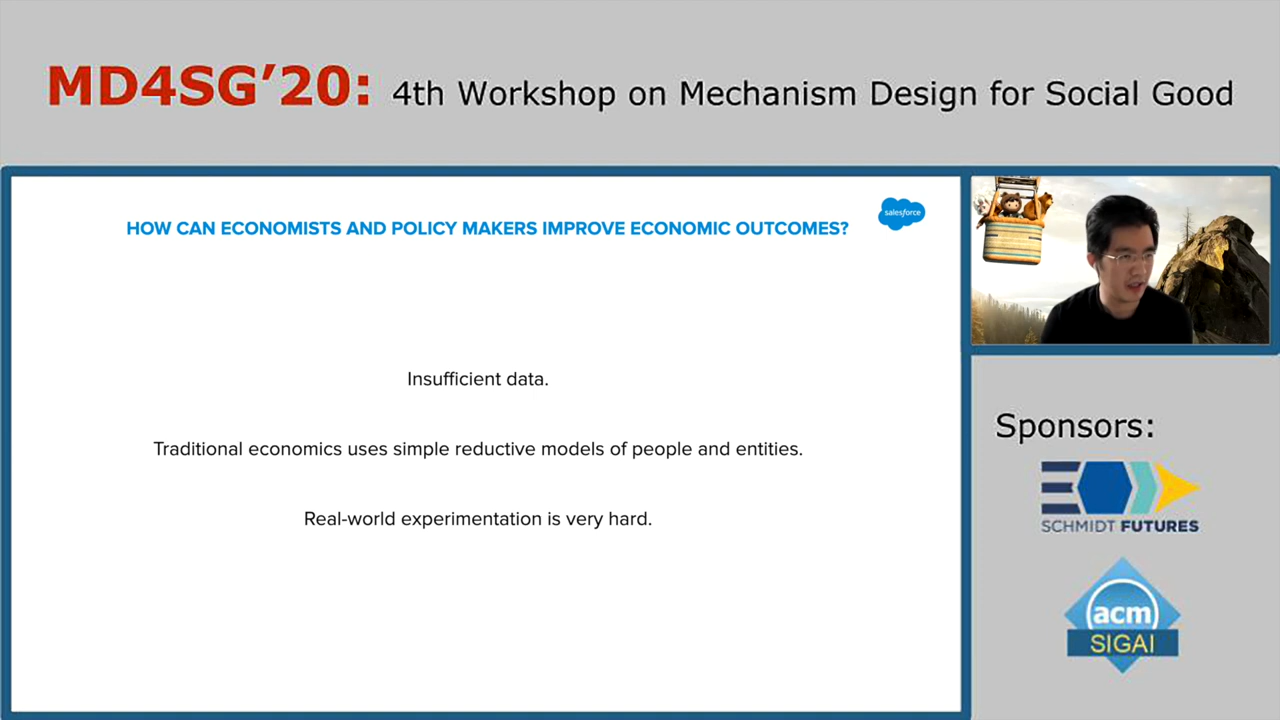 MD4SG’20: 4th Workshop on Mechanism Design for Social Good
HOW CAN ECONOMISTS AND POLICY MAKERS IMPROVE ECONOMIC OUTCOMES?
salesforce
Insufficient data.
Traditional economics uses simple reductive models of people and entities.
Real-world experimentation is very hard.
Sponsors:
SCHMIDT FUTURES
acm
SIGAI